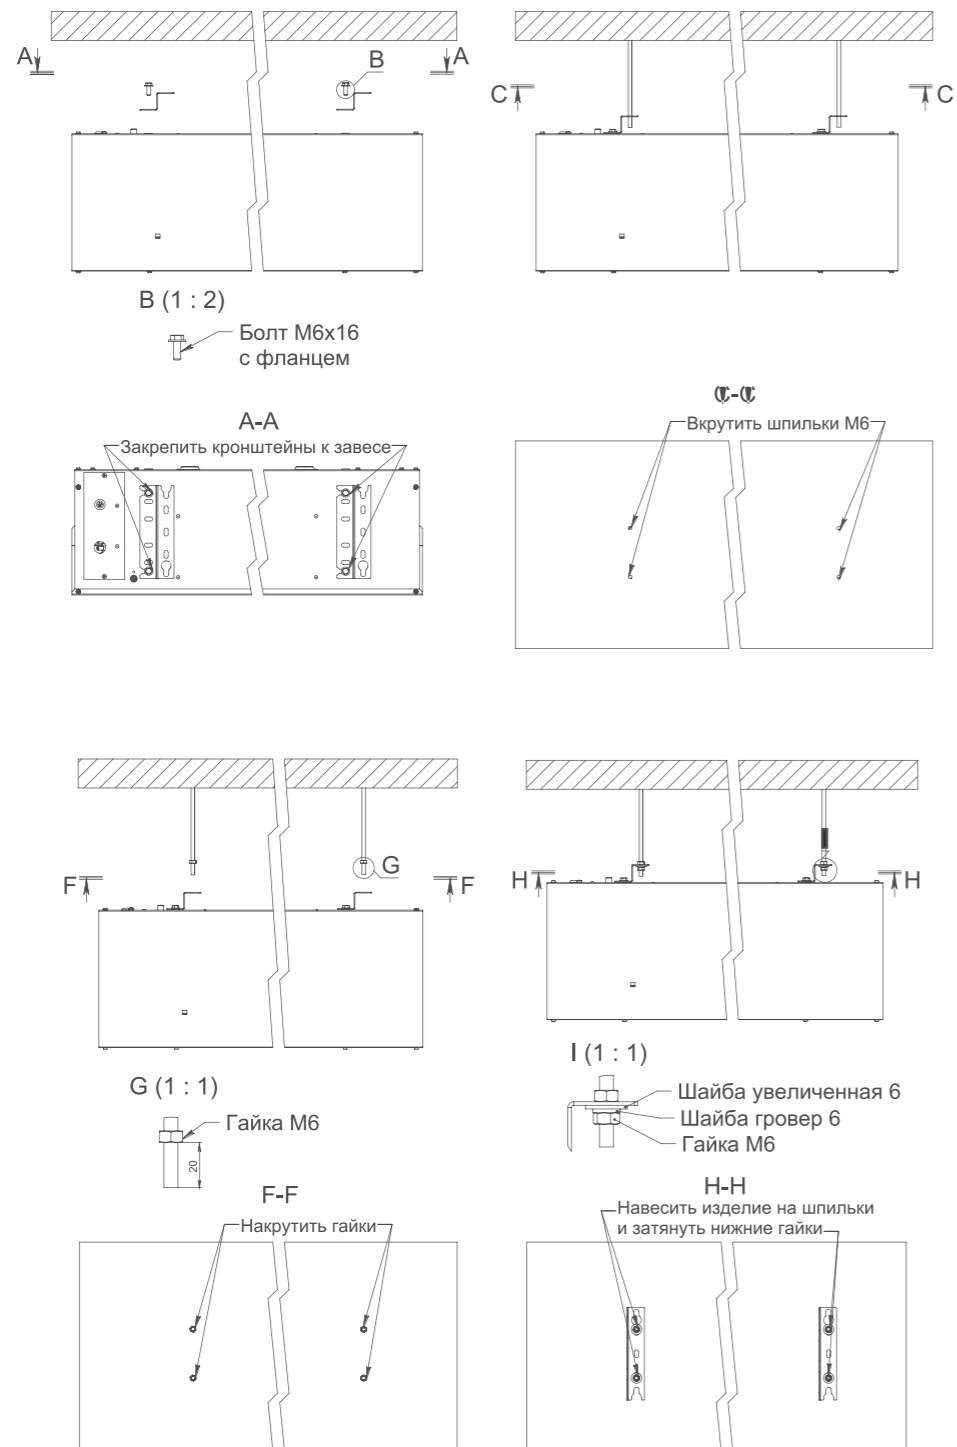 A
A
B
C
C
B (1 : 2)
Болт М6х16
с фланцем
A-A
Закрепить кронштейны к завесе
C-C
Вкрутить шпильки М6
F
F
G
H
H
G (1 : 1)
Гайка М6
20
I (1 : 1)
Шайба увеличенная 6
Шайба гровер 6
Гайка М6
F-F
Накрутить гайки
H-H
Навесить изделие на шпильки
и затянуть нижние гайки